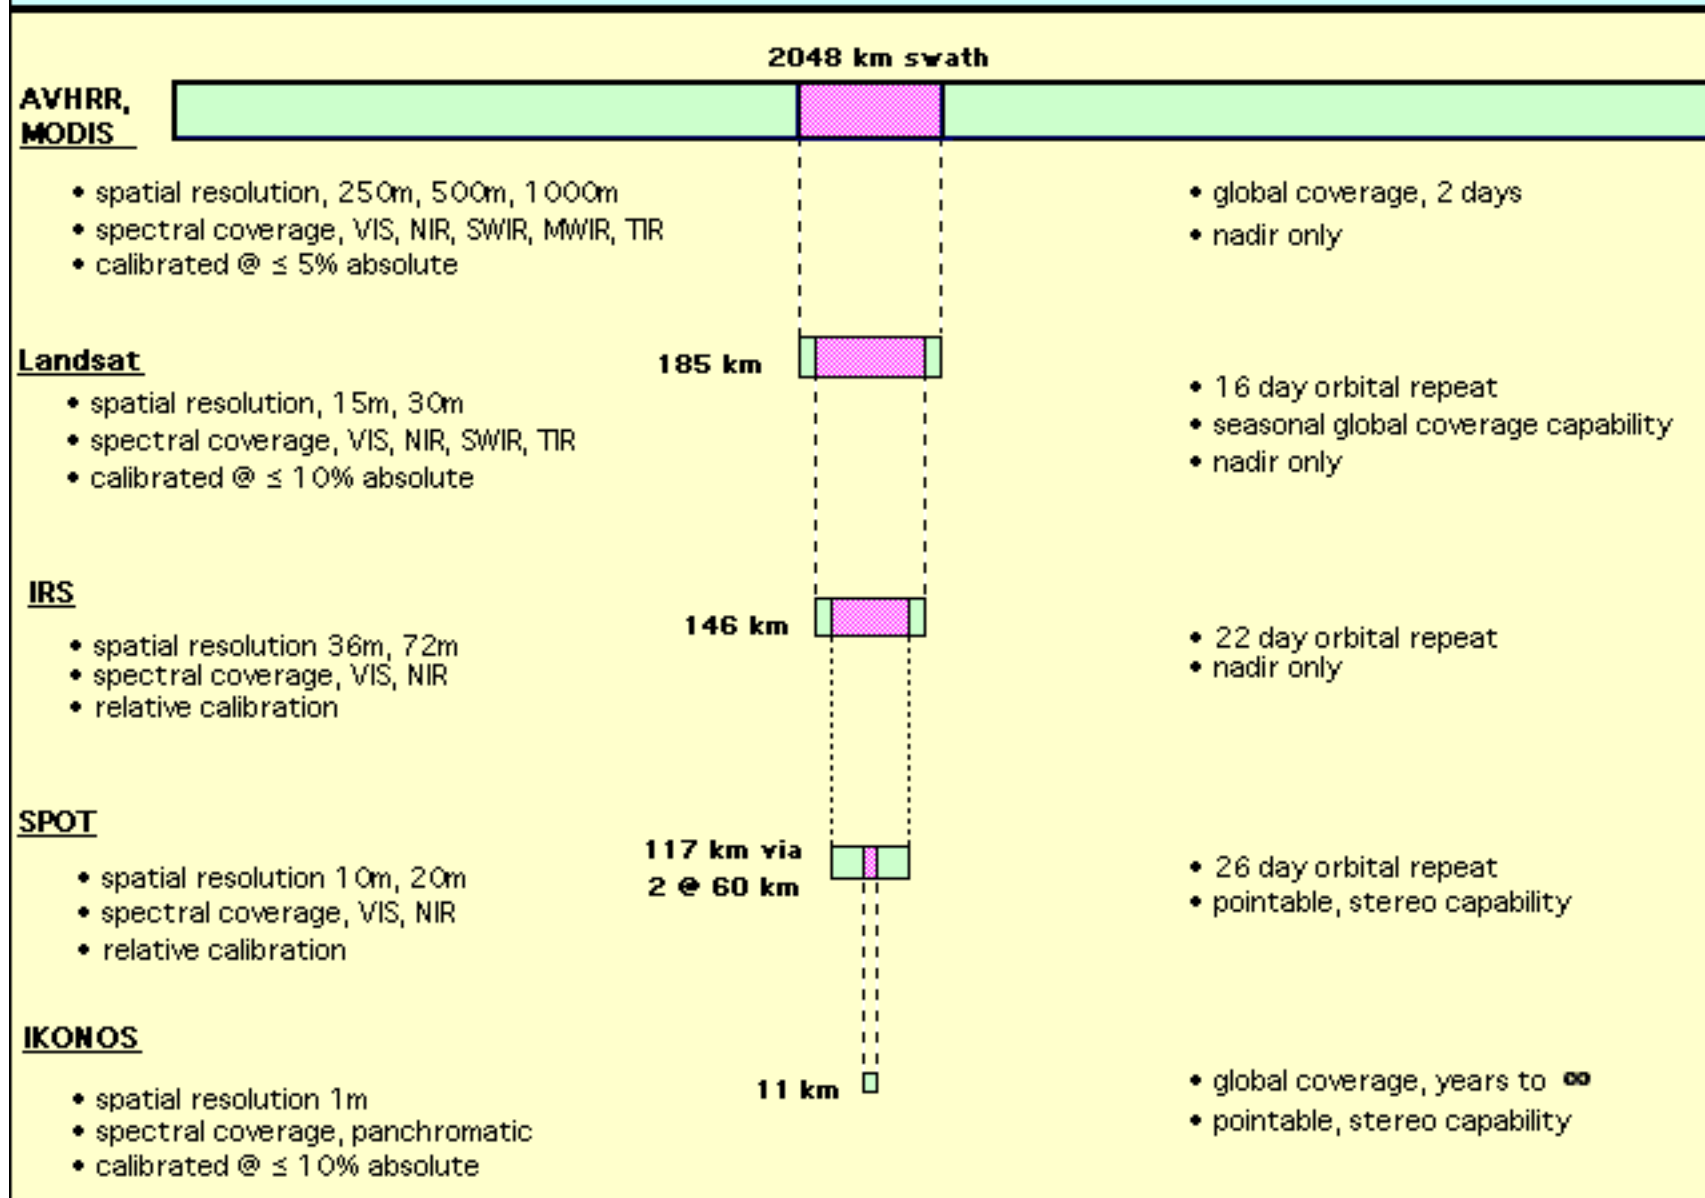 2048 km swath
AVHRR,
MODIS
• spatial resolution, 250m, 500m, 1000m
• spectral coverage, VIS, NIR, SWIR, MWIR, TIR
• calibrated @ ≤ 5% absolute
• global coverage, 2 days
• nadir only
Landsat
185 km
• spatial resolution, 15m, 30m
• spectral coverage, VIS, NIR, SWIR, TIR
• calibrated @ ≤ 10% absolute
• 16 day orbital repeat
• seasonal global coverage capability
• nadir only
IRS
146 km
• spatial resolution 36m, 72m
• spectral coverage, VIS, NIR
• relative calibration
• 22 day orbital repeat
• nadir only
SPOT
117 km via
2 @ 60 km
• spatial resolution 10m, 20m
• spectral coverage, VIS, NIR
• relative calibration
• 26 day orbital repeat
• pointable, stereo capability
IKONOS
11 km
• spatial resolution 1m
• spectral coverage, panchromatic
• calibrated @ ≤ 10% absolute
• global coverage, years to ∞
• pointable, stereo capability